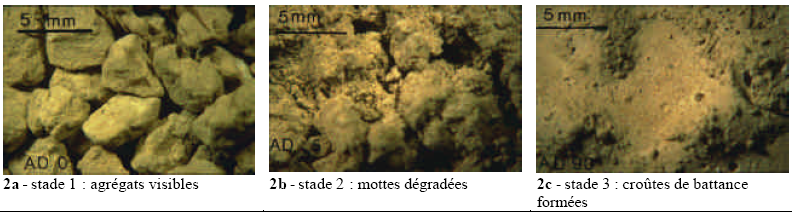 5 mm
5 mm
5 mm
AD 0
AD
AD 90
2a - stade 1 : agrégats visibles
2b - stade 2 : mottes dégradées
2c - stade 3 : croûtes de battance
formées